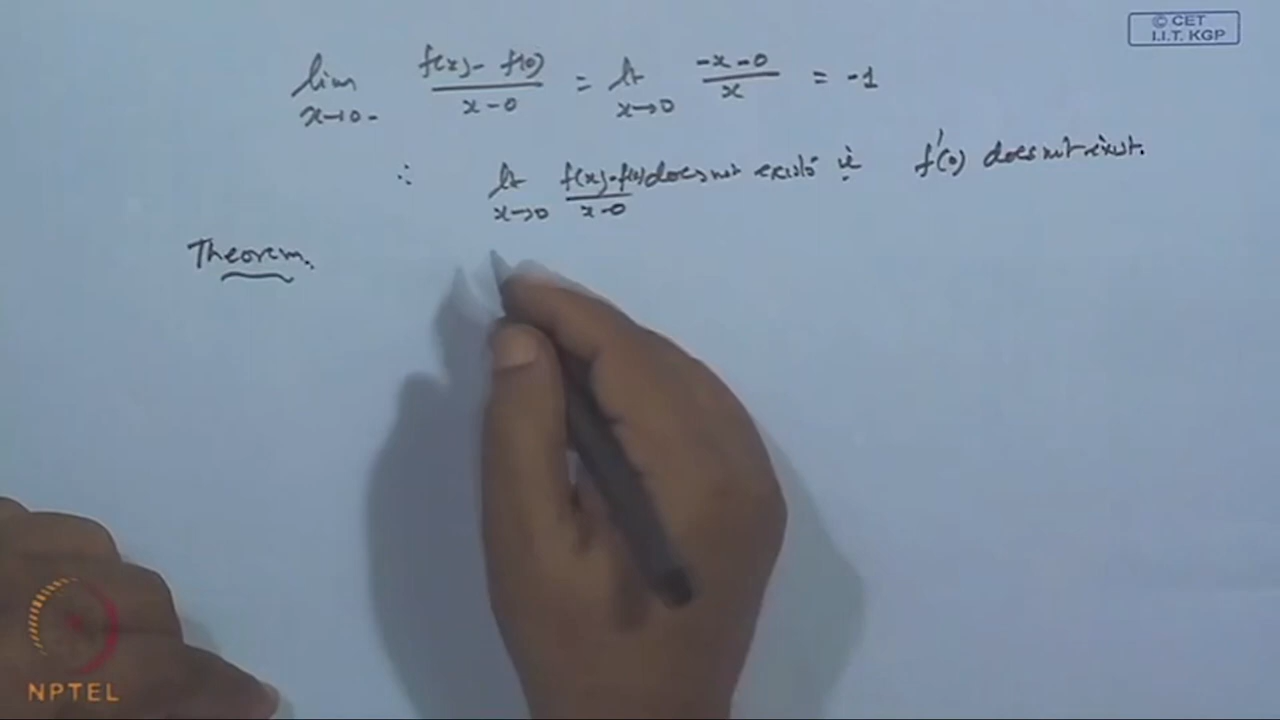 © CET
I.I.T. KGP
lim x→0- f(x) - f(0) / x-0 = lt x→0 -x-0 / x = -1
∴ lt x→0 f(x) - f(0) / x-0 does not exists ie f'(0) does not exist.
Theorem.
NPTEL